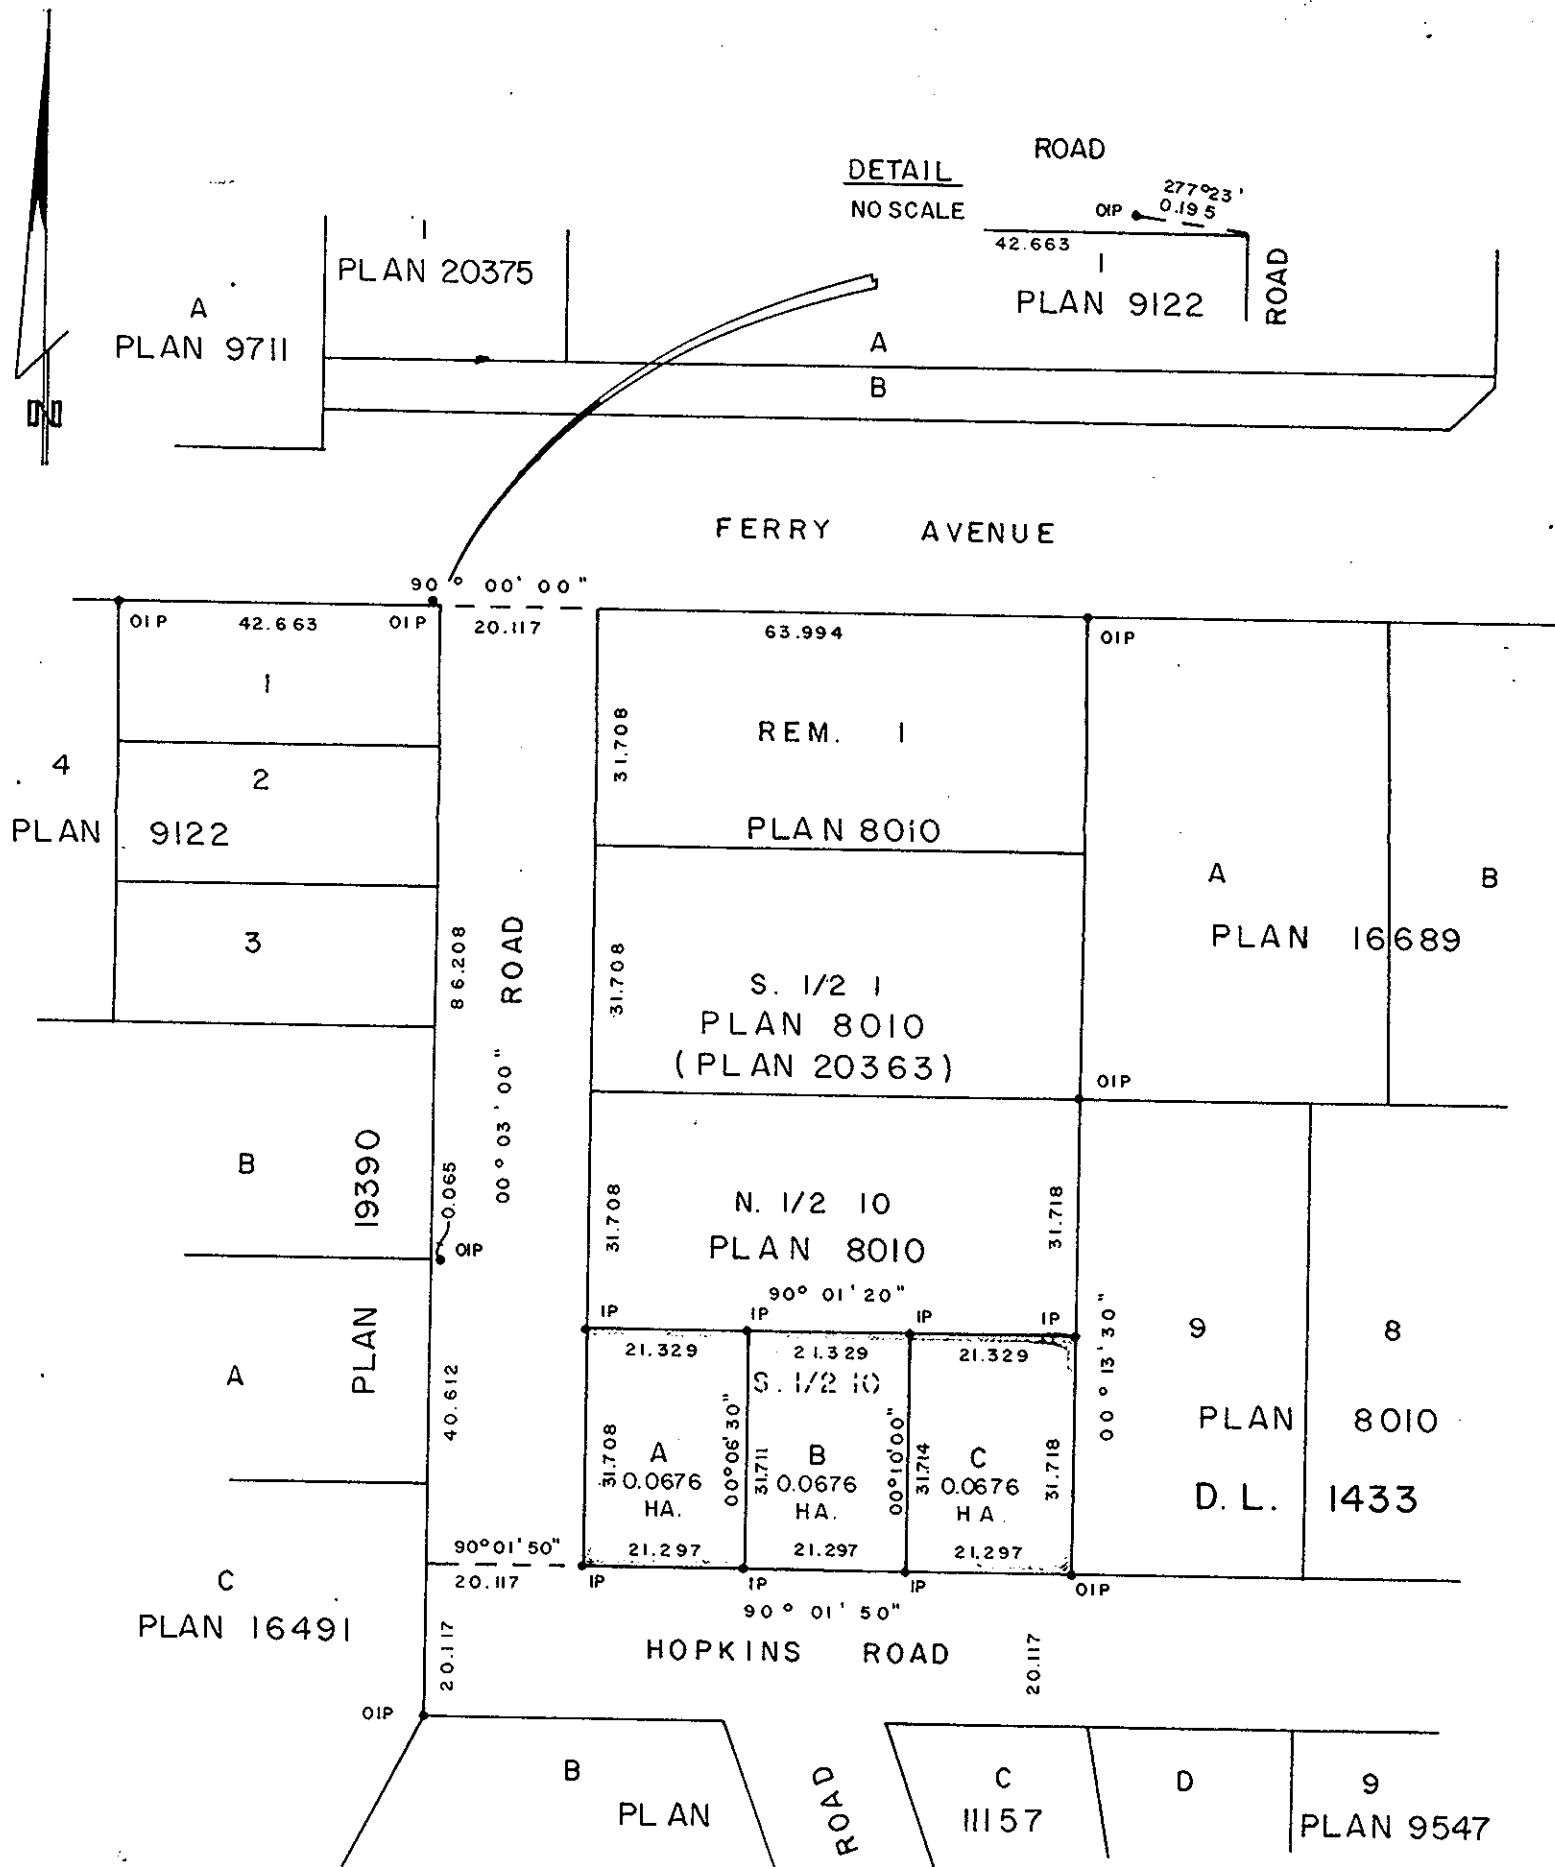 ROAD
DETAIL
NO SCALE
277°23'
0.195
OIP
42.663
1
PLAN 9122
ROAD
1
PLAN 20375
A
PLAN 9711
A
B
N
FERRY AVENUE
90° 00' 00"
OIP
42.663
OIP
20.117
63.994
OIP
1
31.708
REM. 1
PLAN 8010
4
2
PLAN 9122
3
A
B
PLAN 16689
86.208
ROAD
31.708
S. 1/2 1
PLAN 8010
(PLAN 20363)
00° 03' 00"
OIP
B
PLAN 19390
0.065
OIP
31.708
N. 1/2 10
PLAN 8010
31.718
90° 01' 20"
IP
IP
IP
IP
21.329
21.329
21.329
S. 1/2 10
00° 13' 30"
9
8
A
40.612
31.708
A
0.0676
HA.
00°06'30"
31.711
B
0.0676
HA.
00°10'00"
31.714
C
0.0676
HA.
31.718
PLAN 8010
D. L. 1433
90°01'50"
20.117
21.297
21.297
21.297
IP
IP
IP
OIP
90° 01' 50"
C
PLAN 16491
20.117
HOPKINS ROAD
20.117
OIP
B
PLAN
ROAD
C
11157
D
9
PLAN 9547